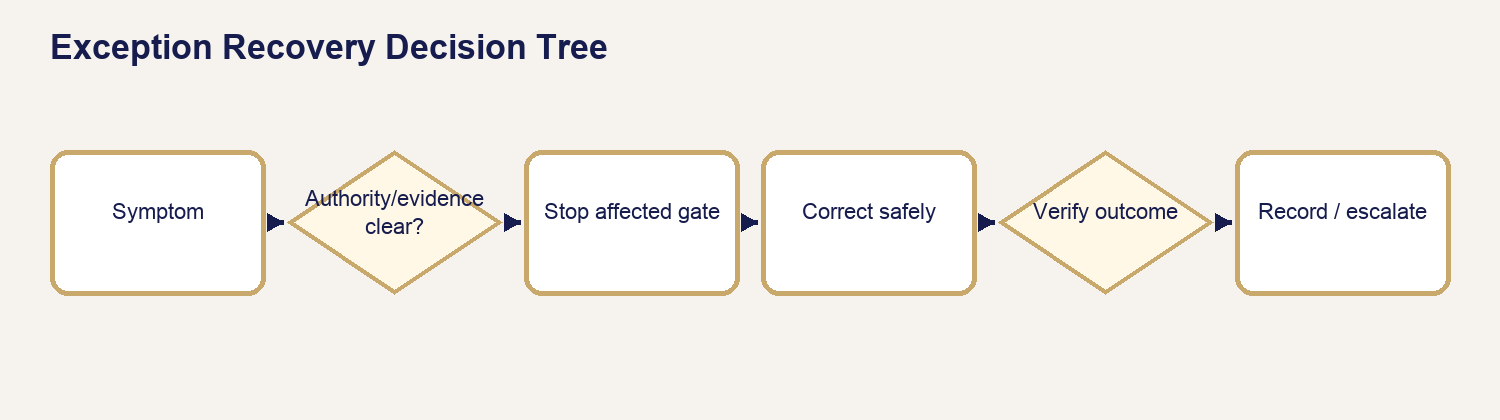 Exception Recovery Decision Tree
Symptom
Authority/evidence
clear?
Stop affected gate
Correct safely
Verify outcome
Record / escalate